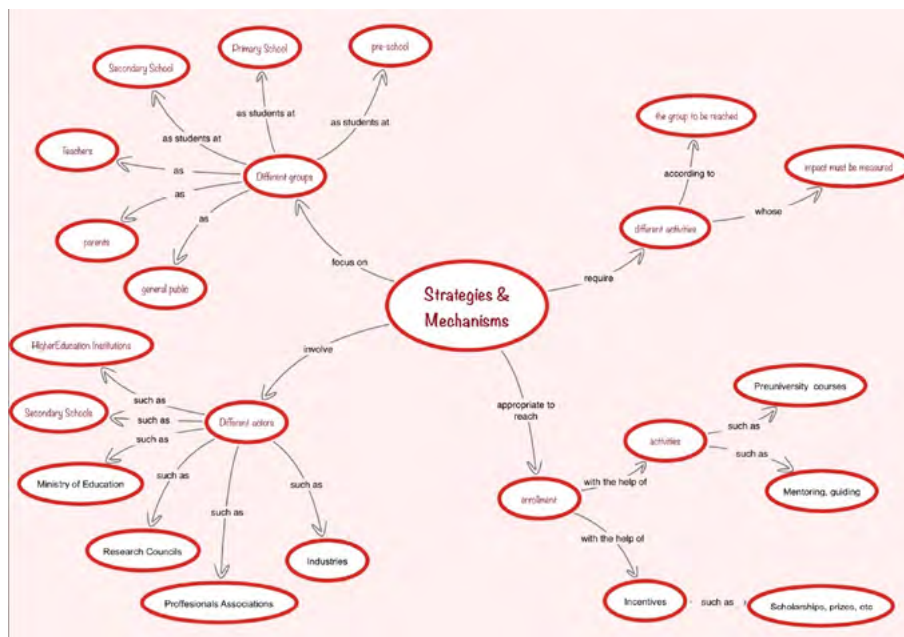 Primary School
pre-school
Secondary School
as students at
as students at
as students at
the group to be reached
Teachers
as
Different groups
according to
impact must be measured
as
parents
as
different activities
whose
general public
focus on
require
Strategies &
Mechanisms
HigherEducation Institutions
involve
such as
Secondary Schools
such as
Different actors
such as
Ministry of Education
such as
such as
such as
Research Councils
Industries
Proffesionals Associations
appropriate to
reach
Preuniversity courses
such as
activities
such as
with the help of
enrollment
Mentoring, guiding
with the help of
Incentives
such as
Scholarships, prizes, etc